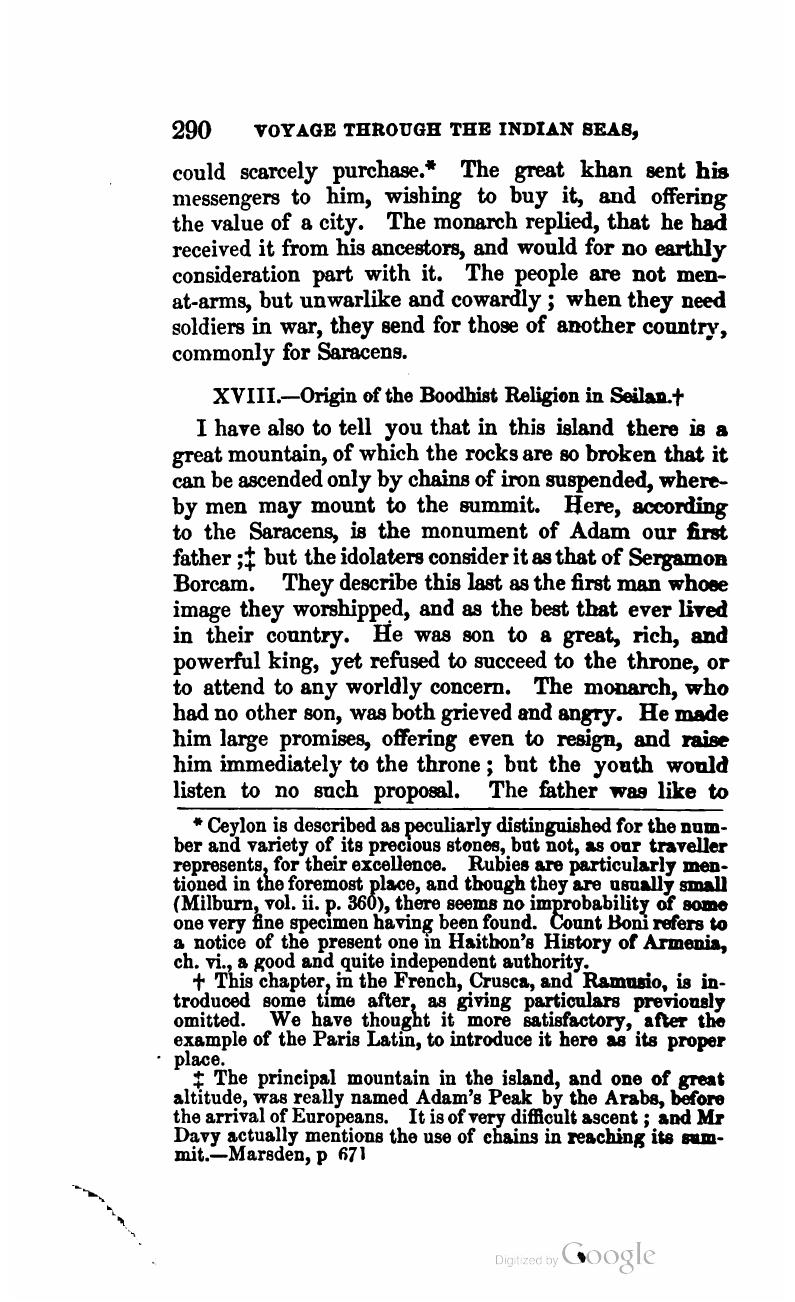 290 VOYAGE THROUGH THE INDIAN SEAS,
could scarcely purchase.* The great khan sent his
messengers to him, wishing to buy it, and offering
the value of a city. The monarch replied, that he had
received it from his ancestors, and would for no earthly
consideration part with it. The people are not men-
at-arms, but unwarlike and cowardly ; when they need
soldiers in war, they send for those of another country,
commonly for Saracens.
XVIII.—Origin of the Boodhist Religion in Seilan.†
I have also to tell you that in this island there is a
great mountain, of which the rocks are so broken that it
can be ascended only by chains of iron suspended, where-
by men may mount to the summit. Here, according
to the Saracens, is the monument of Adam our first
father ;‡ but the idolaters consider it as that of Sergamon
Borcam. They describe this last as the first man whose
image they worshipped, and as the best that ever lived
in their country. He was son to a great, rich, and
powerful king, yet refused to succeed to the throne, or
to attend to any worldly concern. The monarch, who
had no other son, was both grieved and angry. He made
him large promises, offering even to resign, and raise
him immediately to the throne ; but the youth would
listen to no such proposal. The father was like to
* Ceylon is described as peculiarly distinguished for the num-
ber and variety of its precious stones, but not, as our traveller
represents, for their excellence. Rubies are particularly men-
tioned in the foremost place, and though they are usually small
(Milburn, vol. ii. p. 360), there seems no improbability of some
one very fine specimen having been found. Count Boni refers to
a notice of the present one in Haithon's History of Armenia,
ch. vi., a good and quite independent authority.
† This chapter, in the French, Crusca, and Ramusio, is in-
troduced some time after, as giving particulars previously
omitted. We have thought it more satisfactory, after the
example of the Paris Latin, to introduce it here as its proper
place.
‡ The principal mountain in the island, and one of great
altitude, was really named Adam's Peak by the Arabs, before
the arrival of Europeans. It is of very difficult ascent ; and Mr
Davy actually mentions the use of chains in reaching its sum-
mit.—Marsden, p 671
Digitized by Google